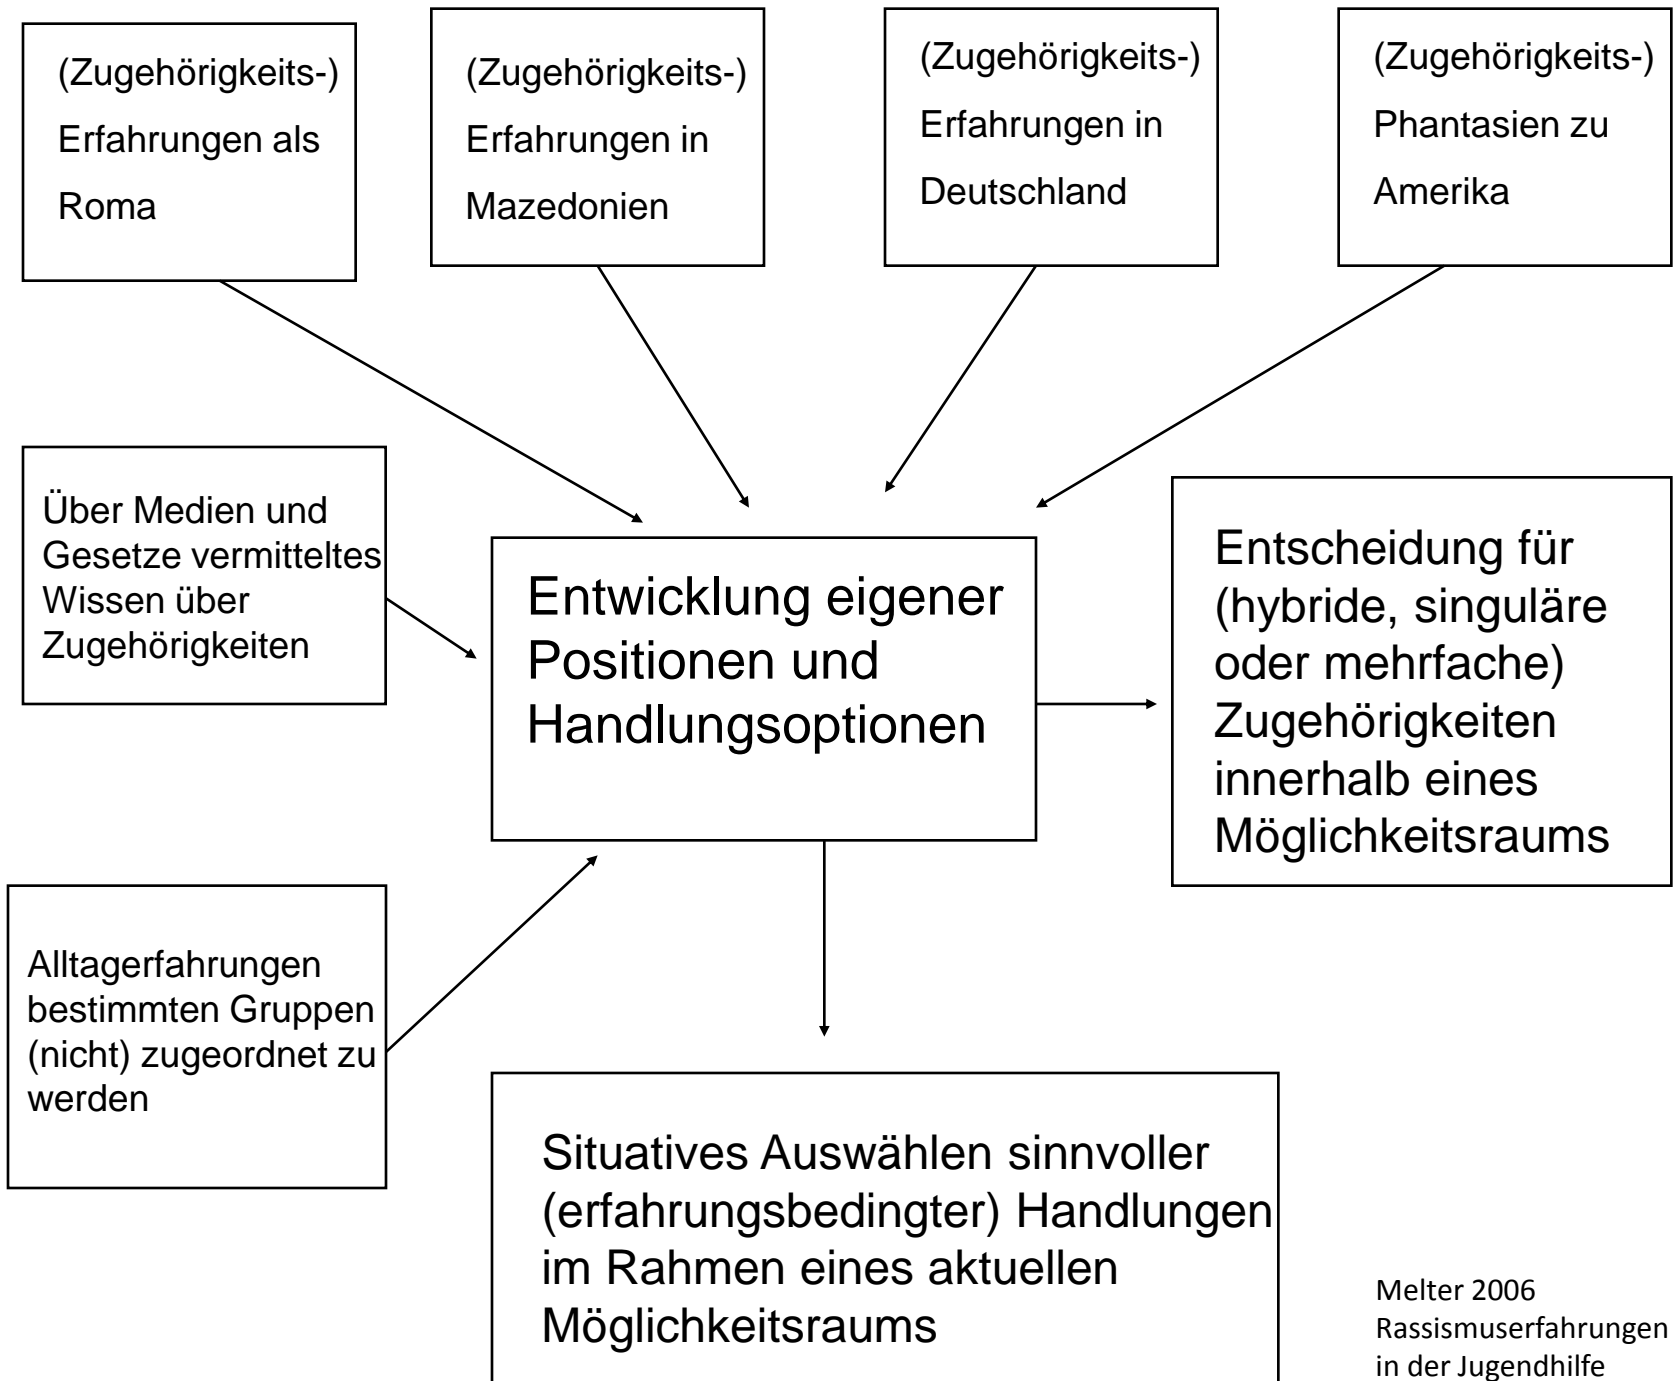 (Zugehörigkeits-)
Erfahrungen als
Roma
(Zugehörigkeits-)
Erfahrungen in
Mazedonien
(Zugehörigkeits-)
Erfahrungen in
Deutschland
(Zugehörigkeits-)
Phantasien zu
Amerika
Über Medien und
Gesetze vermitteltes
Wissen über
Zugehörigkeiten
Entwicklung eigener
Positionen und
Handlungsoptionen
Entscheidung für
(hybride, singuläre
oder mehrfache)
Zugehörigkeiten
innerhalb eines
Möglichkeitsraums
Alltagerfahrungen
bestimmten Gruppen
(nicht) zugeordnet zu
werden
Situatives Auswählen sinnvoller
(erfahrungsbedingter) Handlungen
im Rahmen eines aktuellen
Möglichkeitsraums
Melter 2006
Rassismuserfahrungen
in der Jugendhilfe